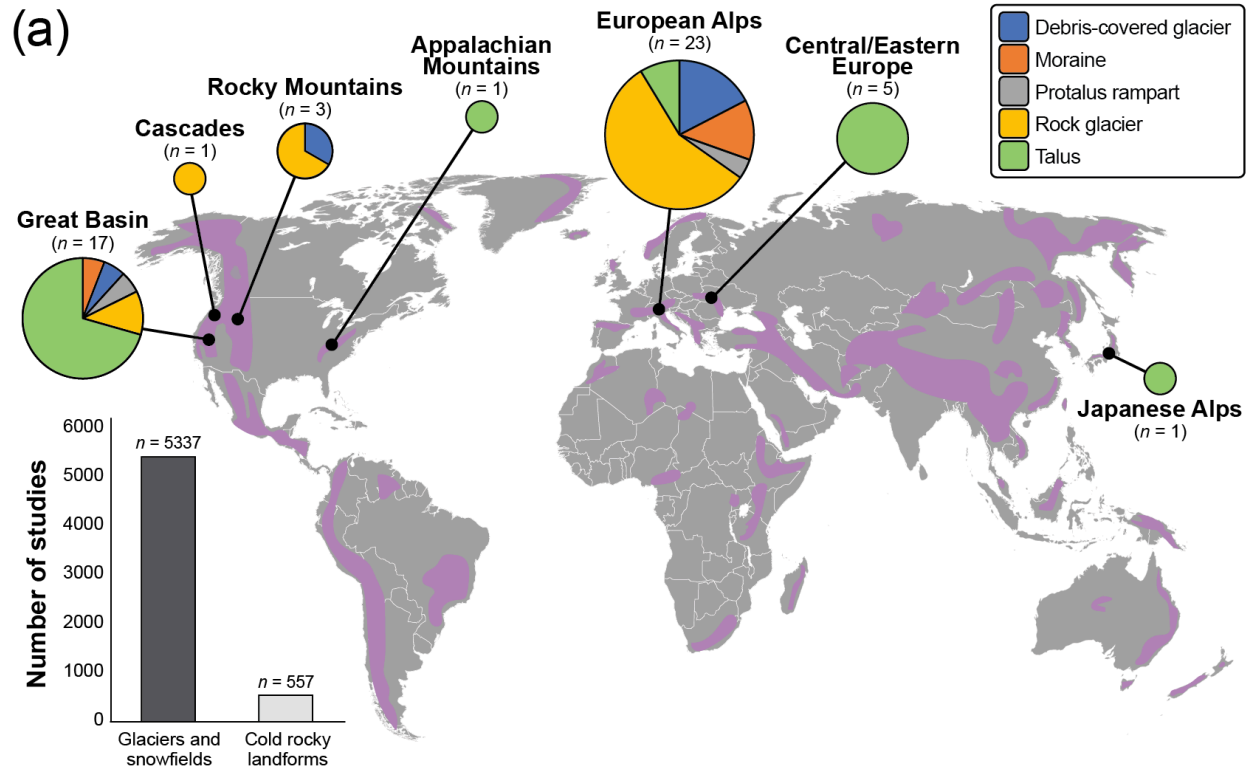 (a)
European Alps
(n = 23)
Central/Eastern
Europe
(n = 5)
Appalachian
Mountains
(n = 1)
Rocky Mountains
(n = 3)
Cascades
(n = 1)
Great Basin
(n = 17)
Debris-covered glacier
Moraine
Protalus rampart
Rock glacier
Talus
Japanese Alps
(n = 1)
Number of studies
6000
5000
4000
3000
2000
1000
0
n = 5337
n = 557
Glaciers and
snowfields
Cold rocky
landforms